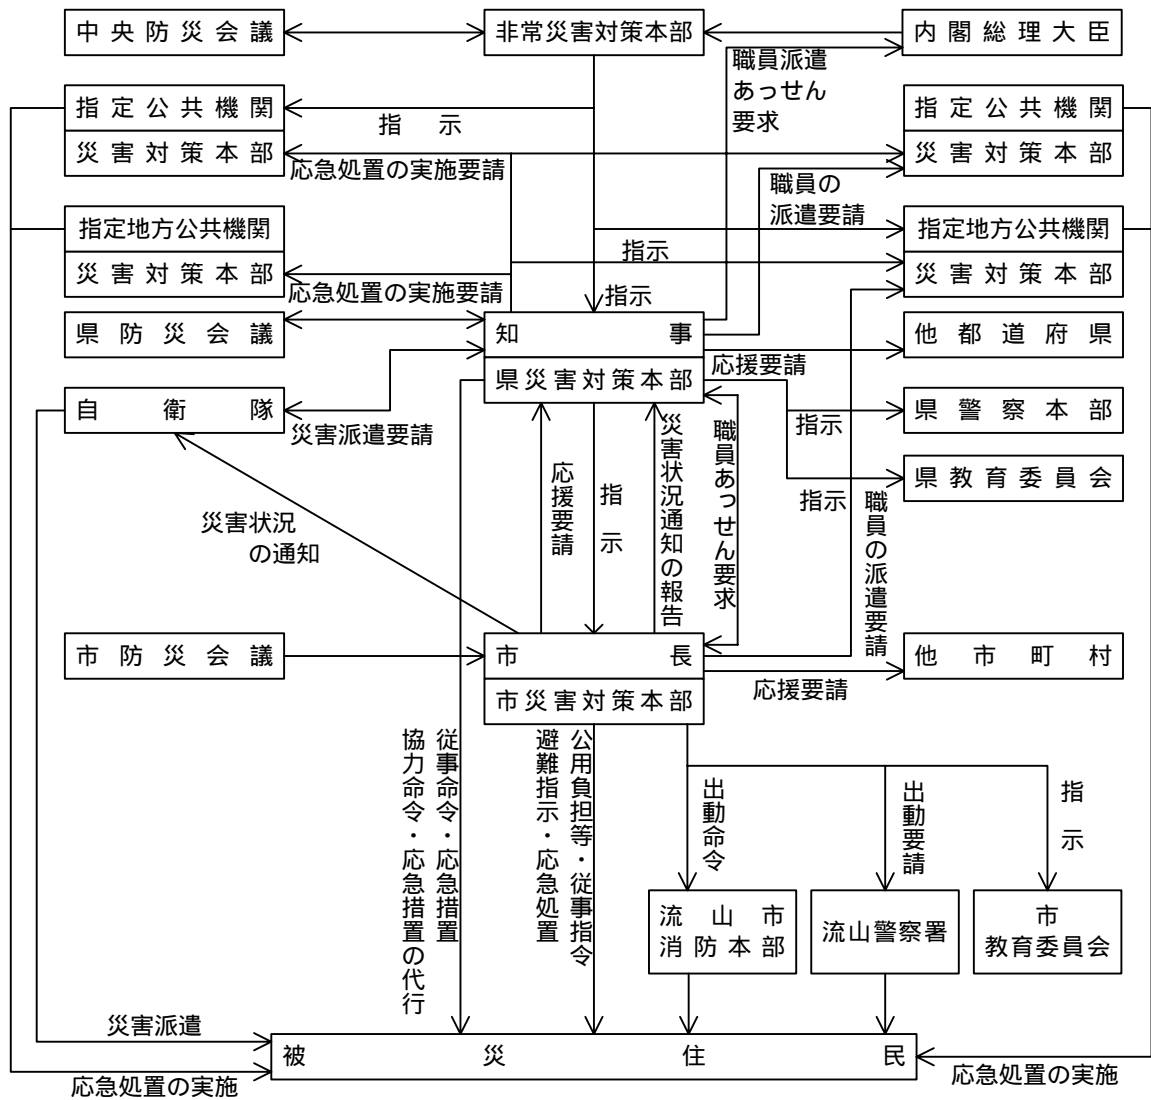 中央防災会議
非常災害対策本部
内閣総理大臣
職員派遣
あっせん
要求
指定公共機関
災害対策本部
指示
応急処置の実施要請
指定公共機関
災害対策本部
職員の
派遣要請
指定地方公共機関
災害対策本部
応急処置の実施要請
指示
指示
指定地方公共機関
災害対策本部
県防災会議
知事
県災害対策本部
他都道府県
応援要請
自衛隊
災害派遣要請
県警察本部
指示
県教育委員会
指示
災害状況
の通知
応援要請
指示
災害状況通知の報告
職員あっせん要求
職員の派遣要請
市防災会議
市長
市災害対策本部
他市町村
応援要請
従事命令・応急措置
協力命令・応急措置の代行
公用負担等・従事指令
避難指示・応急処置
出動命令
出動要請
指示
流山市
消防本部
流山警察署
市
教育委員会
災害派遣
被災住民
応急処置の実施
応急処置の実施